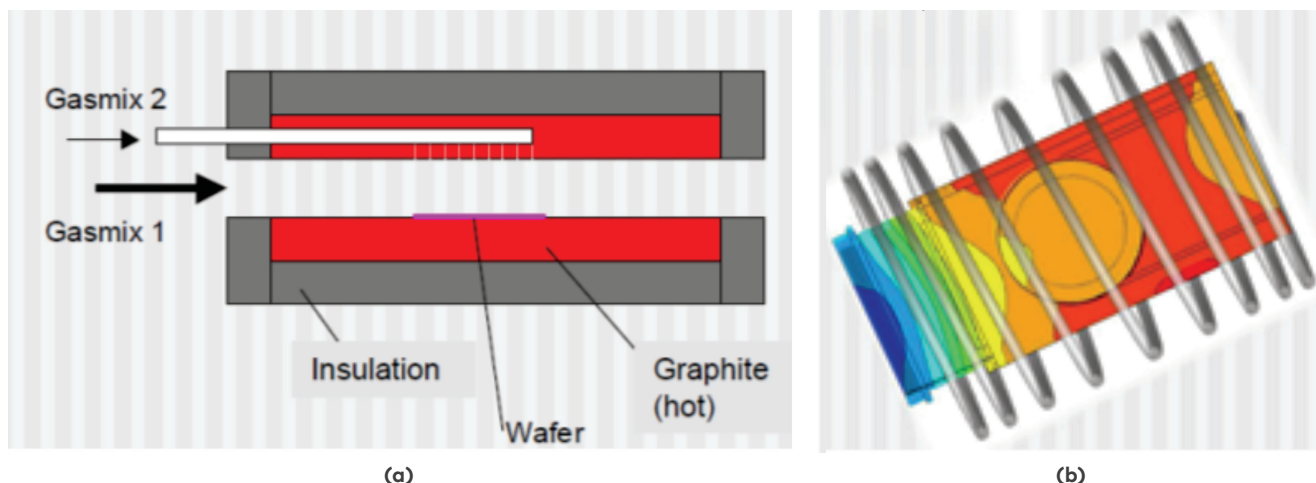 Gasmix 2
Gasmix 1
Insulation
Graphite
(hot)
Wafer
(a)
(b)